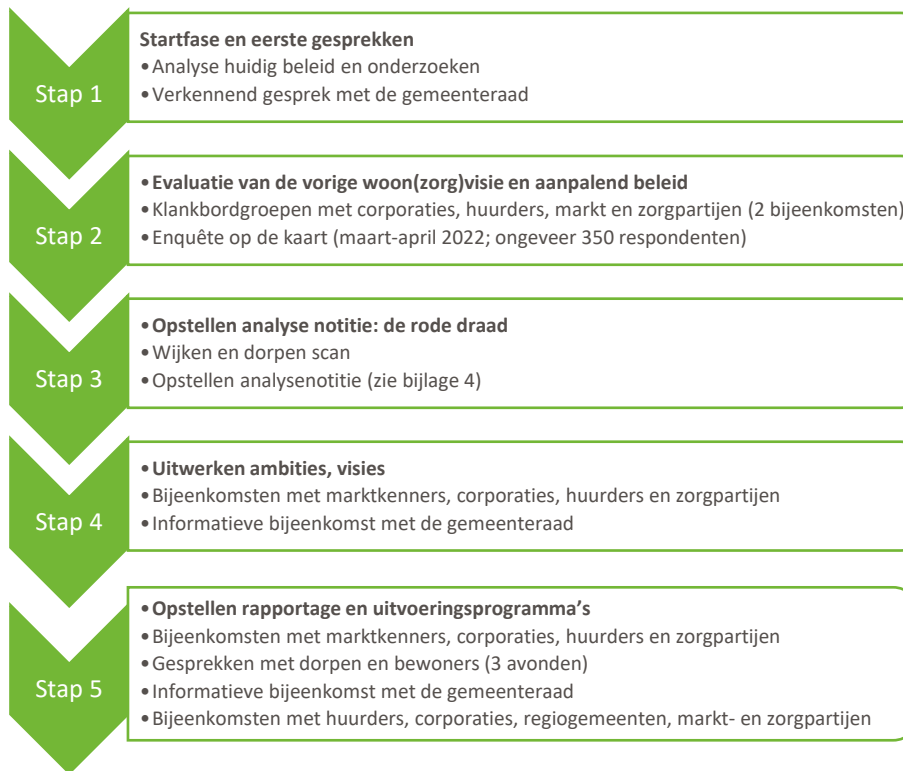 Stap 1
Startfase en eerste gesprekken
•Analyse huidig beleid en onderzoeken
•Verkennend gesprek met de gemeenteraad
Stap 2
•Evaluatie van de vorige woon(zorg)visie en aanpalend beleid
•Klankbordgroepen met corporaties, huurders, markt en zorgpartijen (2 bijeenkomsten)
•Enquête op de kaart (maart-april 2022; ongeveer 350 respondenten)
Stap 3
•Opstellen analyse notitie: de rode draad
•Wijken en dorpen scan
•Opstellen analysenotitie (zie bijlage 4)
Stap 4
•Uitwerken ambities, visies
•Bijeenkomsten met marktkenners, corporaties, huurders en zorgpartijen
•Informatieve bijeenkomst met de gemeenteraad
Stap 5
•Opstellen rapportage en uitvoeringsprogramma's
•Bijeenkomsten met marktkenners, corporaties, huurders en zorgpartijen
•Gesprekken met dorpen en bewoners (3 avonden)
•Informatieve bijeenkomst met de gemeenteraad
•Bijeenkomsten met huurders, corporaties, regiogemeenten, markt- en zorgpartijen